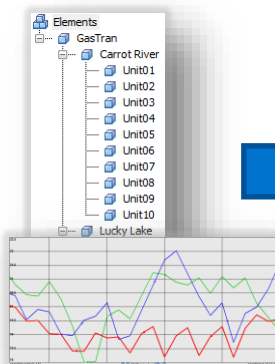 Elements
GasTran
Carrot River
Unit01
Unit02
Unit03
Unit04
Unit05
Unit06
Unit07
Unit08
Unit09
Unit10
Lucky Lake